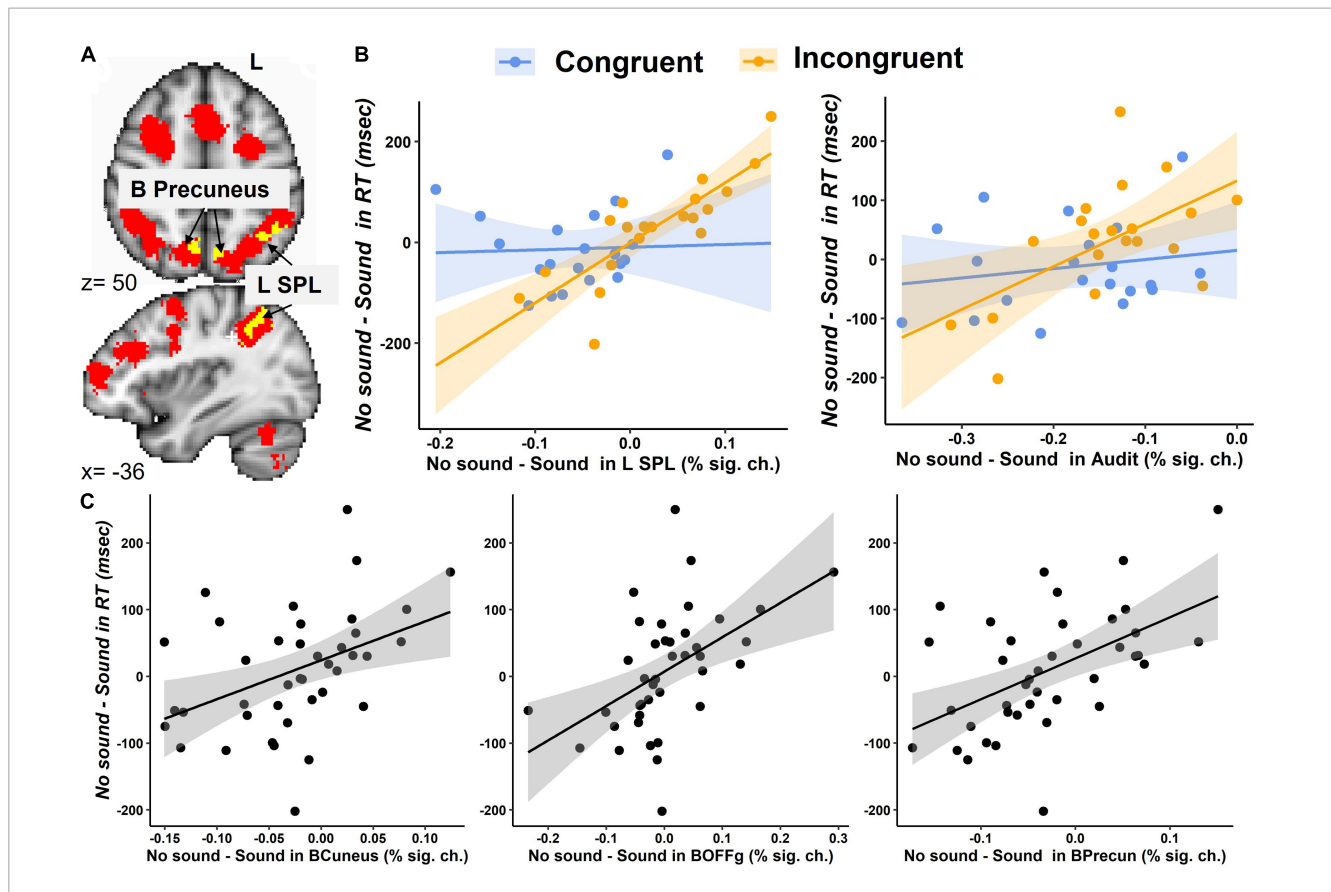 A
L
B Precuneus
z= 50
L SPL
x= -36
B
Congruent
Incongruent
No sound - Sound in RT (msec)
200
0
-200
-0.2
-0.1
0.0
0.1
No sound - Sound in L SPL (% sig. ch.)
No sound - Sound in RT (msec)
200
100
0
-100
-200
-0.3
-0.2
-0.1
0.0
No sound - Sound in Audit (% sig. ch.)
C
No sound - Sound in RT (msec)
200
100
0
-100
-200
-0.15
-0.10
-0.05
0.00
0.05
0.10
No sound - Sound in BCuneus (% sig. ch.)
200
100
0
-100
-200
-0.2
-0.1
0.0
0.1
0.2
0.3
No sound - Sound in BOFFg (% sig. ch.)
200
100
0
-100
-200
-0.1
0.0
0.1
No sound - Sound in BPrecun (% sig. ch.)